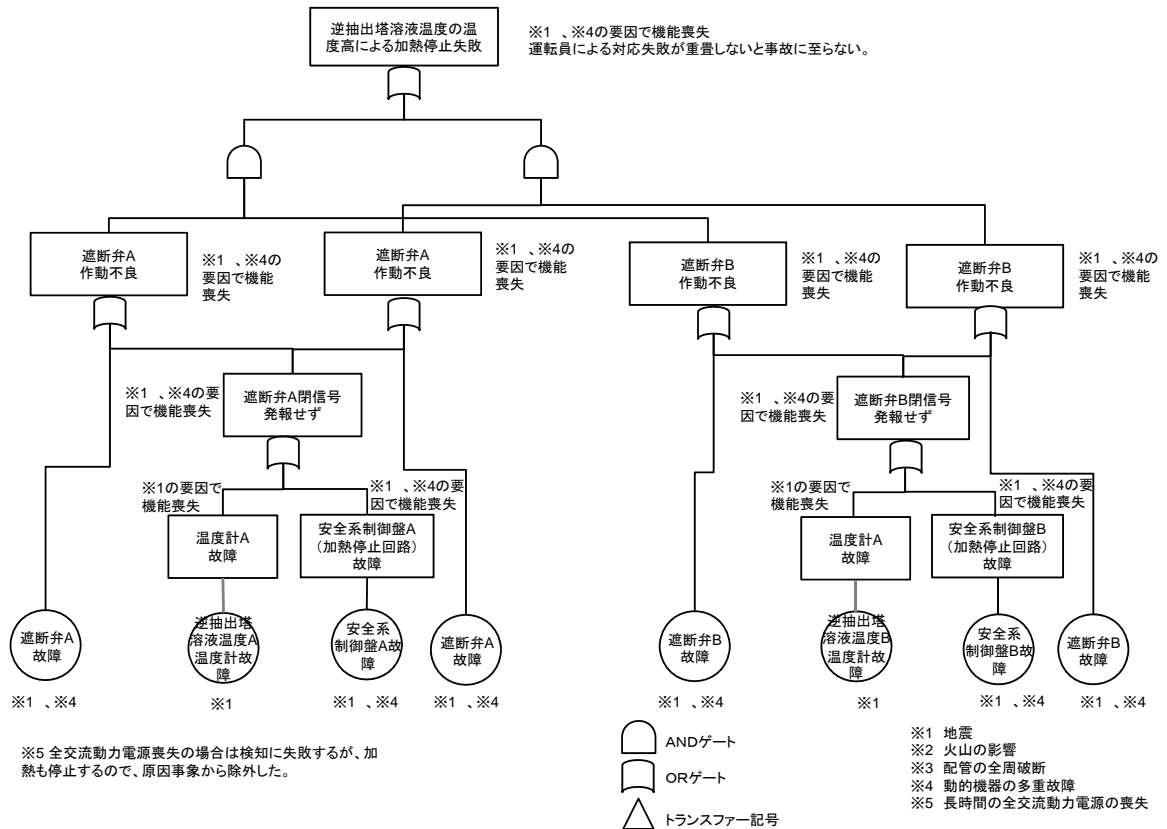 逆抽出塔溶液温度の温
度高による加熱停止失敗
※1 、※4の要因で機能喪失
運転員による対応失敗が重畳しないと事故に至らない。
遮断弁A
作動不良
※1 、※4の
要因で機能
喪失
遮断弁A
作動不良
※1 、※4の
要因で機能
喪失
遮断弁B
作動不良
※1 、※4の
要因で機能
喪失
遮断弁B
作動不良
※1 、※4の
要因で機能
喪失
※1 、※4の要
因で機能喪失
遮断弁A閉信号
発報せず
※1 、※4の要
因で機能喪失
遮断弁B閉信号
発報せず
※1の要因で
機能喪失
※1 、※4の要
因で機能喪失
※1の要因で
機能喪失
※1 、※4の要
因で機能喪失
温度計A
故障
安全系制御盤A
(加熱停止回路)
故障
温度計A
故障
安全系制御盤B
(加熱停止回路)
故障
遮断弁A
故障
逆抽出塔
溶液温度A
温度計故
障
安全系
制御盤A故
障
遮断弁A
故障
遮断弁B
故障
逆抽出塔
溶液温度B
温度計故
障
安全系
制御盤B故
障
遮断弁B
故障
※1 、※4
※1
※1 、※4
※1 、※4
※1 、※4
※1
※1 、※4
※1 、※4
※5 全交流動力電源喪失の場合は検知に失敗するが、加
熱も停止するので、原因事象から除外した。
ANDゲート
ORゲート
トランスファー記号
※1 地震
※2 火山の影響
※3 配管の全周破断
※4 動的機器の多重故障
※5 長時間の全交流動力電源の喪失